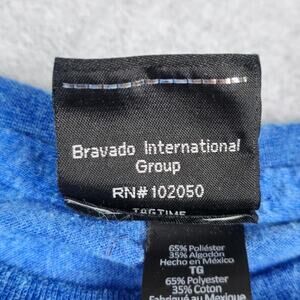 Bravado International
Group
RN#102050
TAGTIME
65% Poliéster
35% Algodón
Hecho en México
TG
65% Polyester
35% Coton
Fabriqué au Mexique